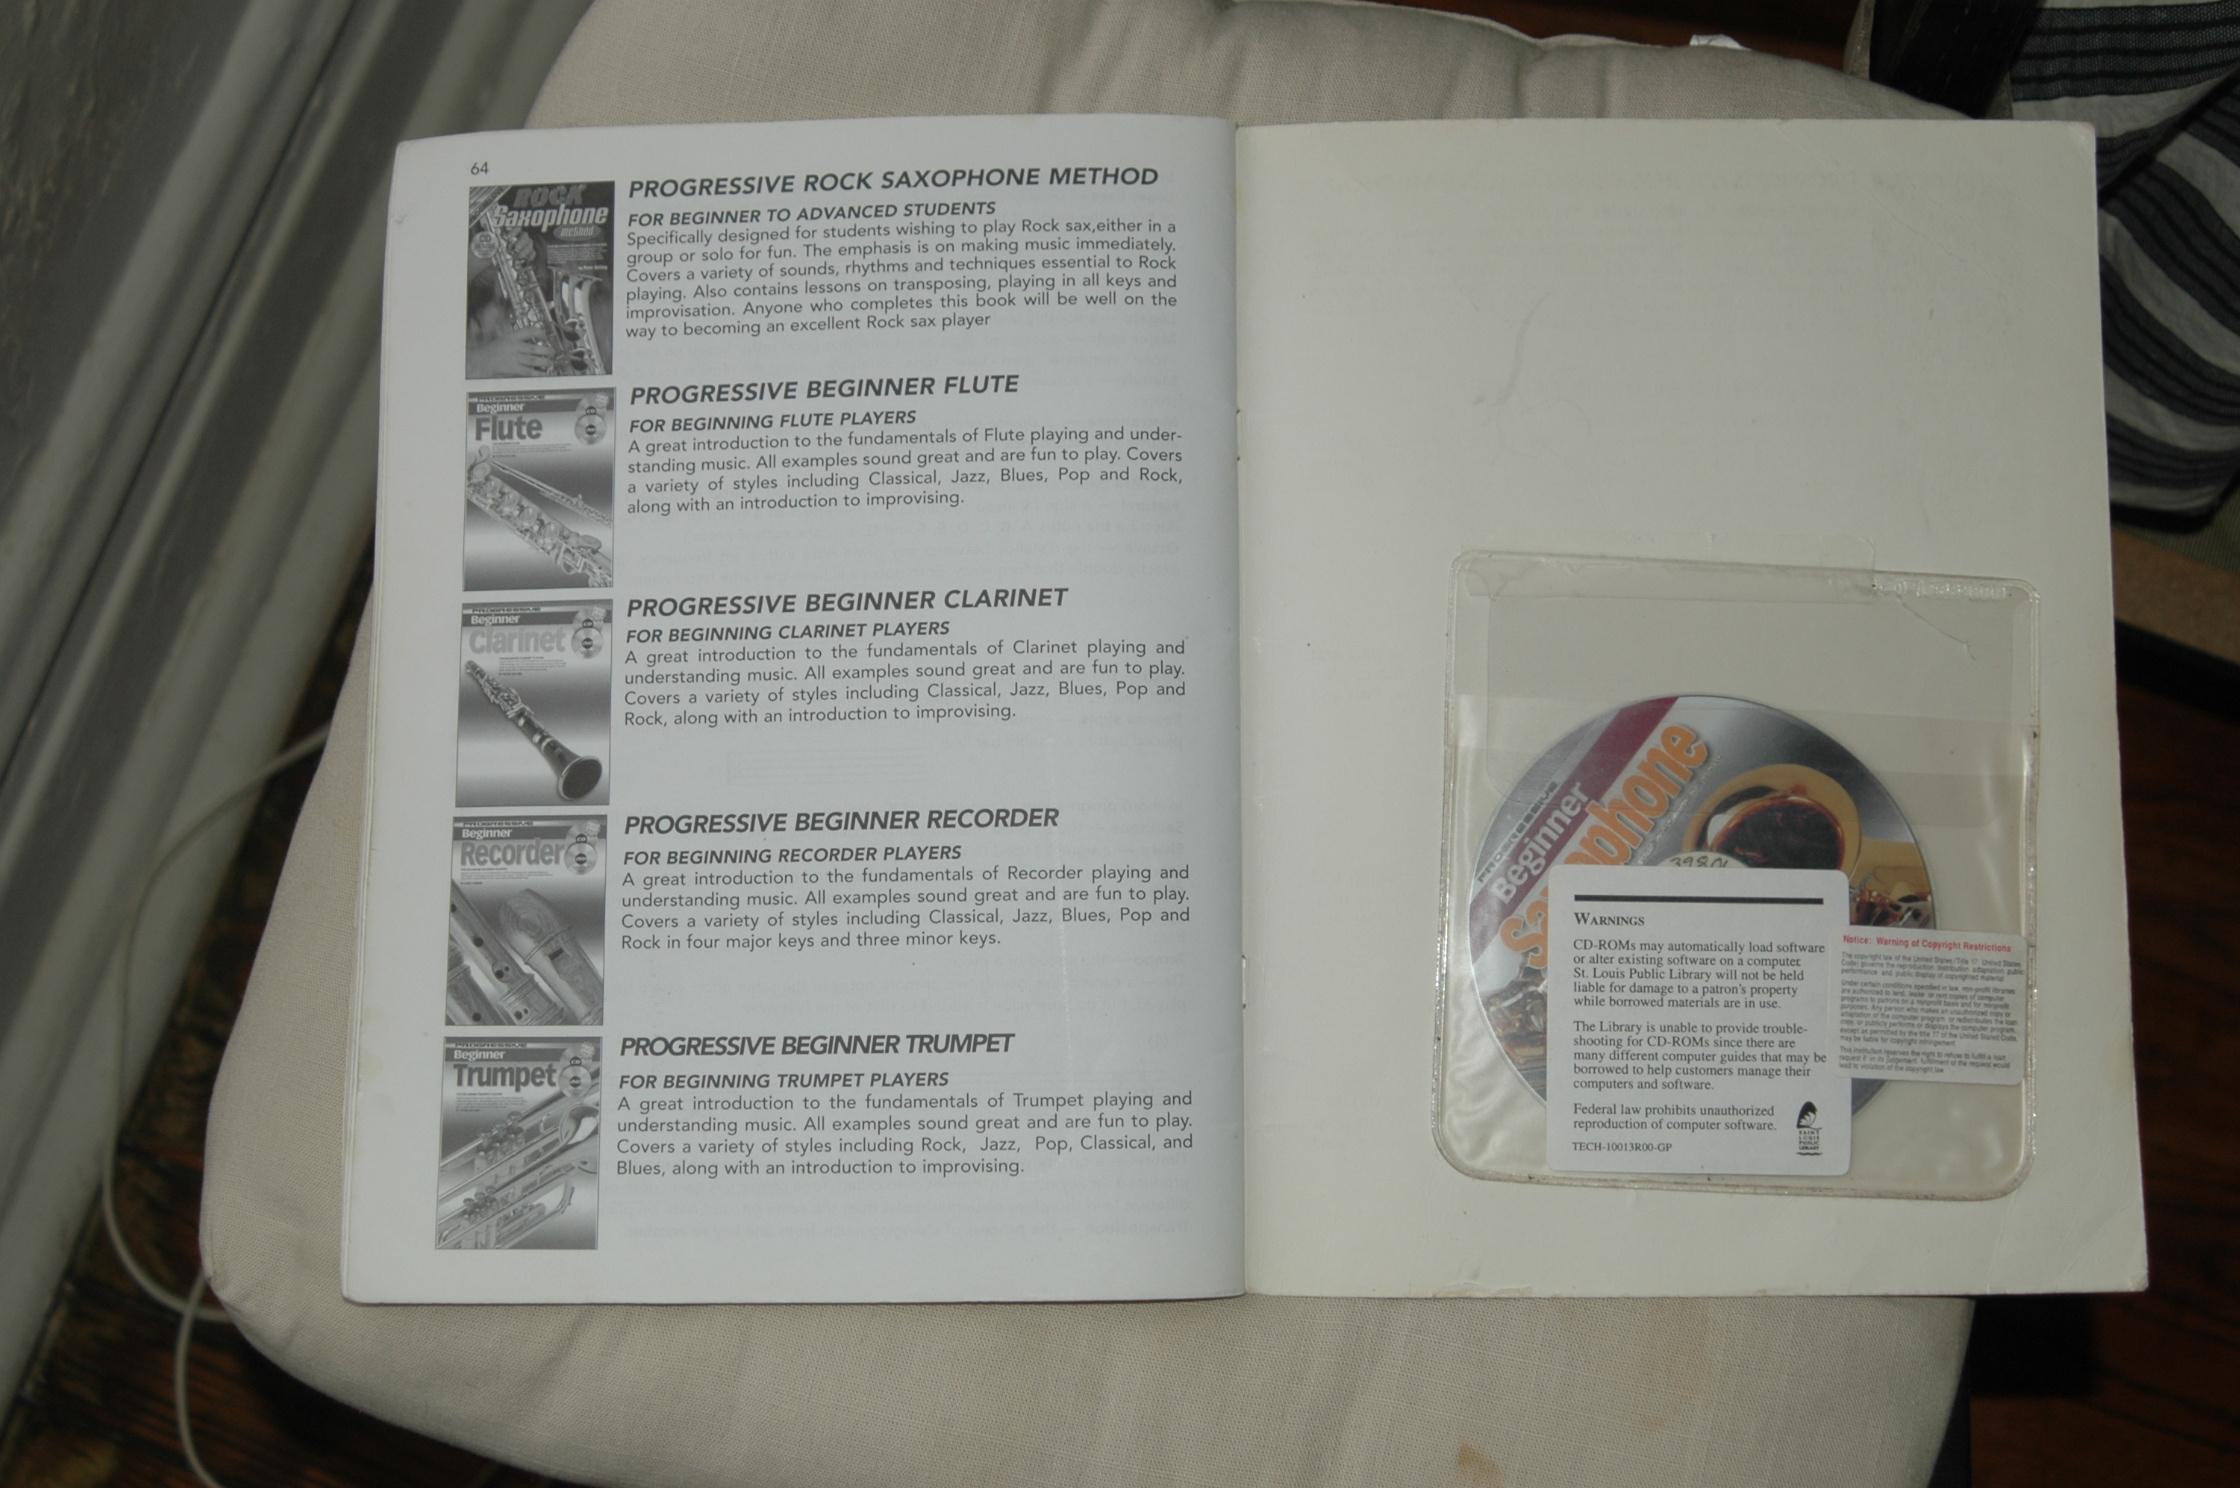 64
ROCK
Saxophone
method
PROGRESSIVE ROCK SAXOPHONE METHOD
FOR BEGINNER TO ADVANCED STUDENTS
Specifically designed for students wishing to play Rock sax,either in a
group or solo for fun. The emphasis is on making music immediately.
Covers a variety of sounds, rhythms and techniques essential to Rock
playing. Also contains lessons on transposing, playing in all keys and
improvisation. Anyone who completes this book will be well on the
way to becoming an excellent Rock sax player
PROGRESSIVE
Beginner
Flute
PROGRESSIVE BEGINNER FLUTE
FOR BEGINNING FLUTE PLAYERS
A great introduction to the fundamentals of Flute playing and under-
standing music. All examples sound great and are fun to play. Covers
a variety of styles including Classical, Jazz, Blues, Pop and Rock,
along with an introduction to improvising.
PROGRESSIVE
Beginner
Clarinet
PROGRESSIVE BEGINNER CLARINET
FOR BEGINNING CLARINET PLAYERS
A great introduction to the fundamentals of Clarinet playing and
understanding music. All examples sound great and are fun to play.
Covers a variety of styles including Classical, Jazz, Blues, Pop and
Rock, along with an introduction to improvising.
PROGRESSIVE
Beginner
Recorder
PROGRESSIVE BEGINNER RECORDER
FOR BEGINNING RECORDER PLAYERS
A great introduction to the fundamentals of Recorder playing and
understanding music. All examples sound great and are fun to play.
Covers a variety of styles including Classical, Jazz, Blues, Pop and
Rock in four major keys and three minor keys.
PROGRESSIVE
Beginner
Trumpet
PROGRESSIVE BEGINNER TRUMPET
FOR BEGINNING TRUMPET PLAYERS
A great introduction to the fundamentals of Trumpet playing and
understanding music. All examples sound great and are fun to play.
Covers a variety of styles including Rock, Jazz, Pop, Classical, and
Blues, along with an introduction to improvising.
PROGRESSIVE
Beginner
WARNINGS
CD-ROMs may automatically load software
or alter existing software on a computer.
St. Louis Public Library will not be held
liable for damage to a patron's property
while borrowed materials are in use.
The Library is unable to provide trouble-
shooting for CD-ROMs since there are
many different computer guides that may be
borrowed to help customers manage their
computers and software.
Federal law prohibits unauthorized
reproduction of computer software.
TECH-10013R00-GP
SAINT
LOUIS
PUBLIC
LIBRARY
Notice: Warning of Copyright Restrictions